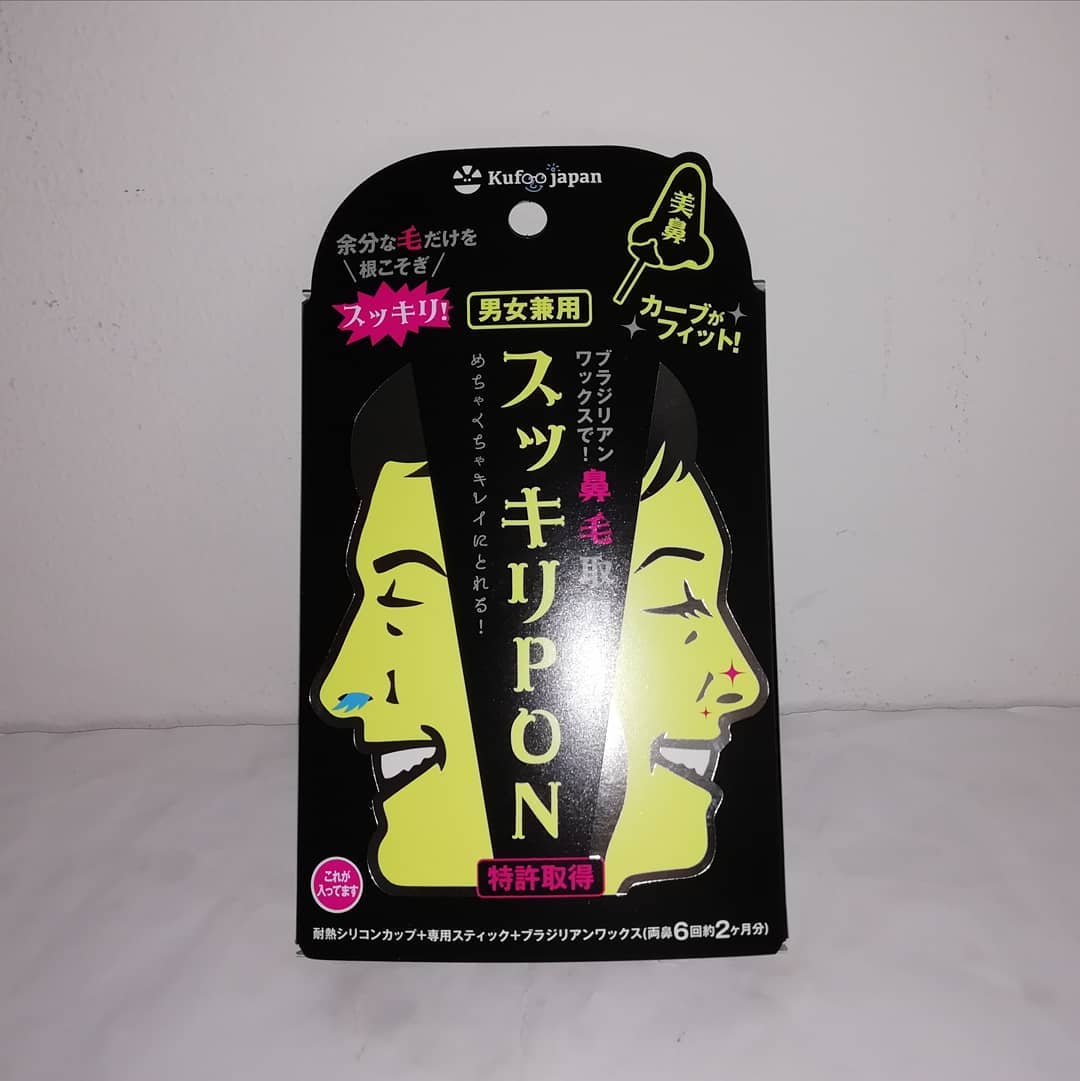 Kufoo japan
美鼻
余分な毛だけを
根こそぎ
スッキリ!
男女兼用
カーブが
フィット!
ブラジリアン
ワックスで!
鼻毛取
スッキリPON
めちゃくちゃキレイにとれる!
特許取得
これが
入ってます
耐熱シリコンカップ+専用スティック+ブラジリアンワックス(両鼻6回約2ヶ月分)